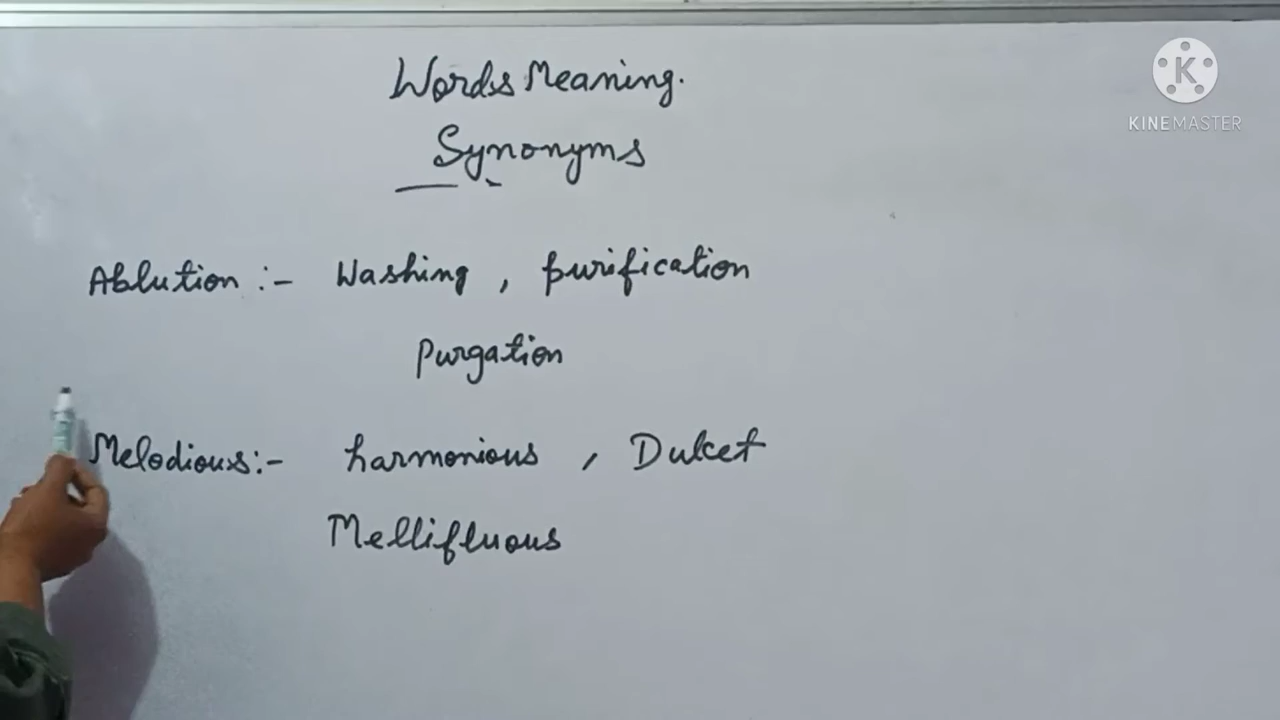 Words Meaning.
KINEMASTER
Synonyms
Ablution :- Washing , purification
Purgation
Melodious:- harmonious , Dulcet
Mellifluous